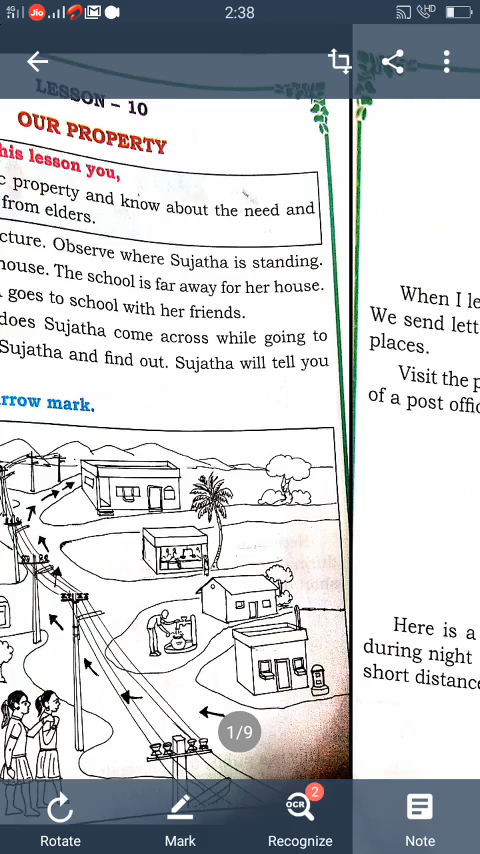 4G
Jio
2:38
HD
LESSON – 10
OUR PROPERTY
his lesson you,
c property and know about the need and
from elders.
cture. Observe where Sujatha is standing.
house. The school is far away for her house.
goes to school with her friends.
does Sujatha come across while going to
Sujatha and find out. Sujatha will tell you
rrow mark.
When I le
We send lett
places.
Visit the p
of a post offic
Here is a
during night
short distance
1/9
Rotate
Mark
OCR
2
Recognize
Note